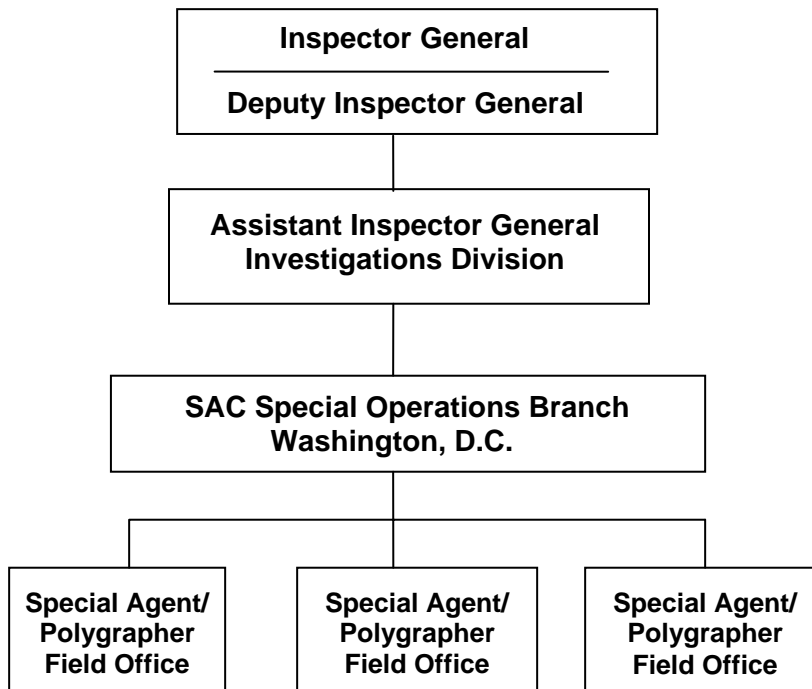 Inspector General
Deputy Inspector General
Assistant Inspector General
Investigations Division
SAC Special Operations Branch
Washington, D.C.
Special Agent/
Polygrapher
Field Office
Special Agent/
Polygrapher
Field Office
Special Agent/
Polygrapher
Field Office